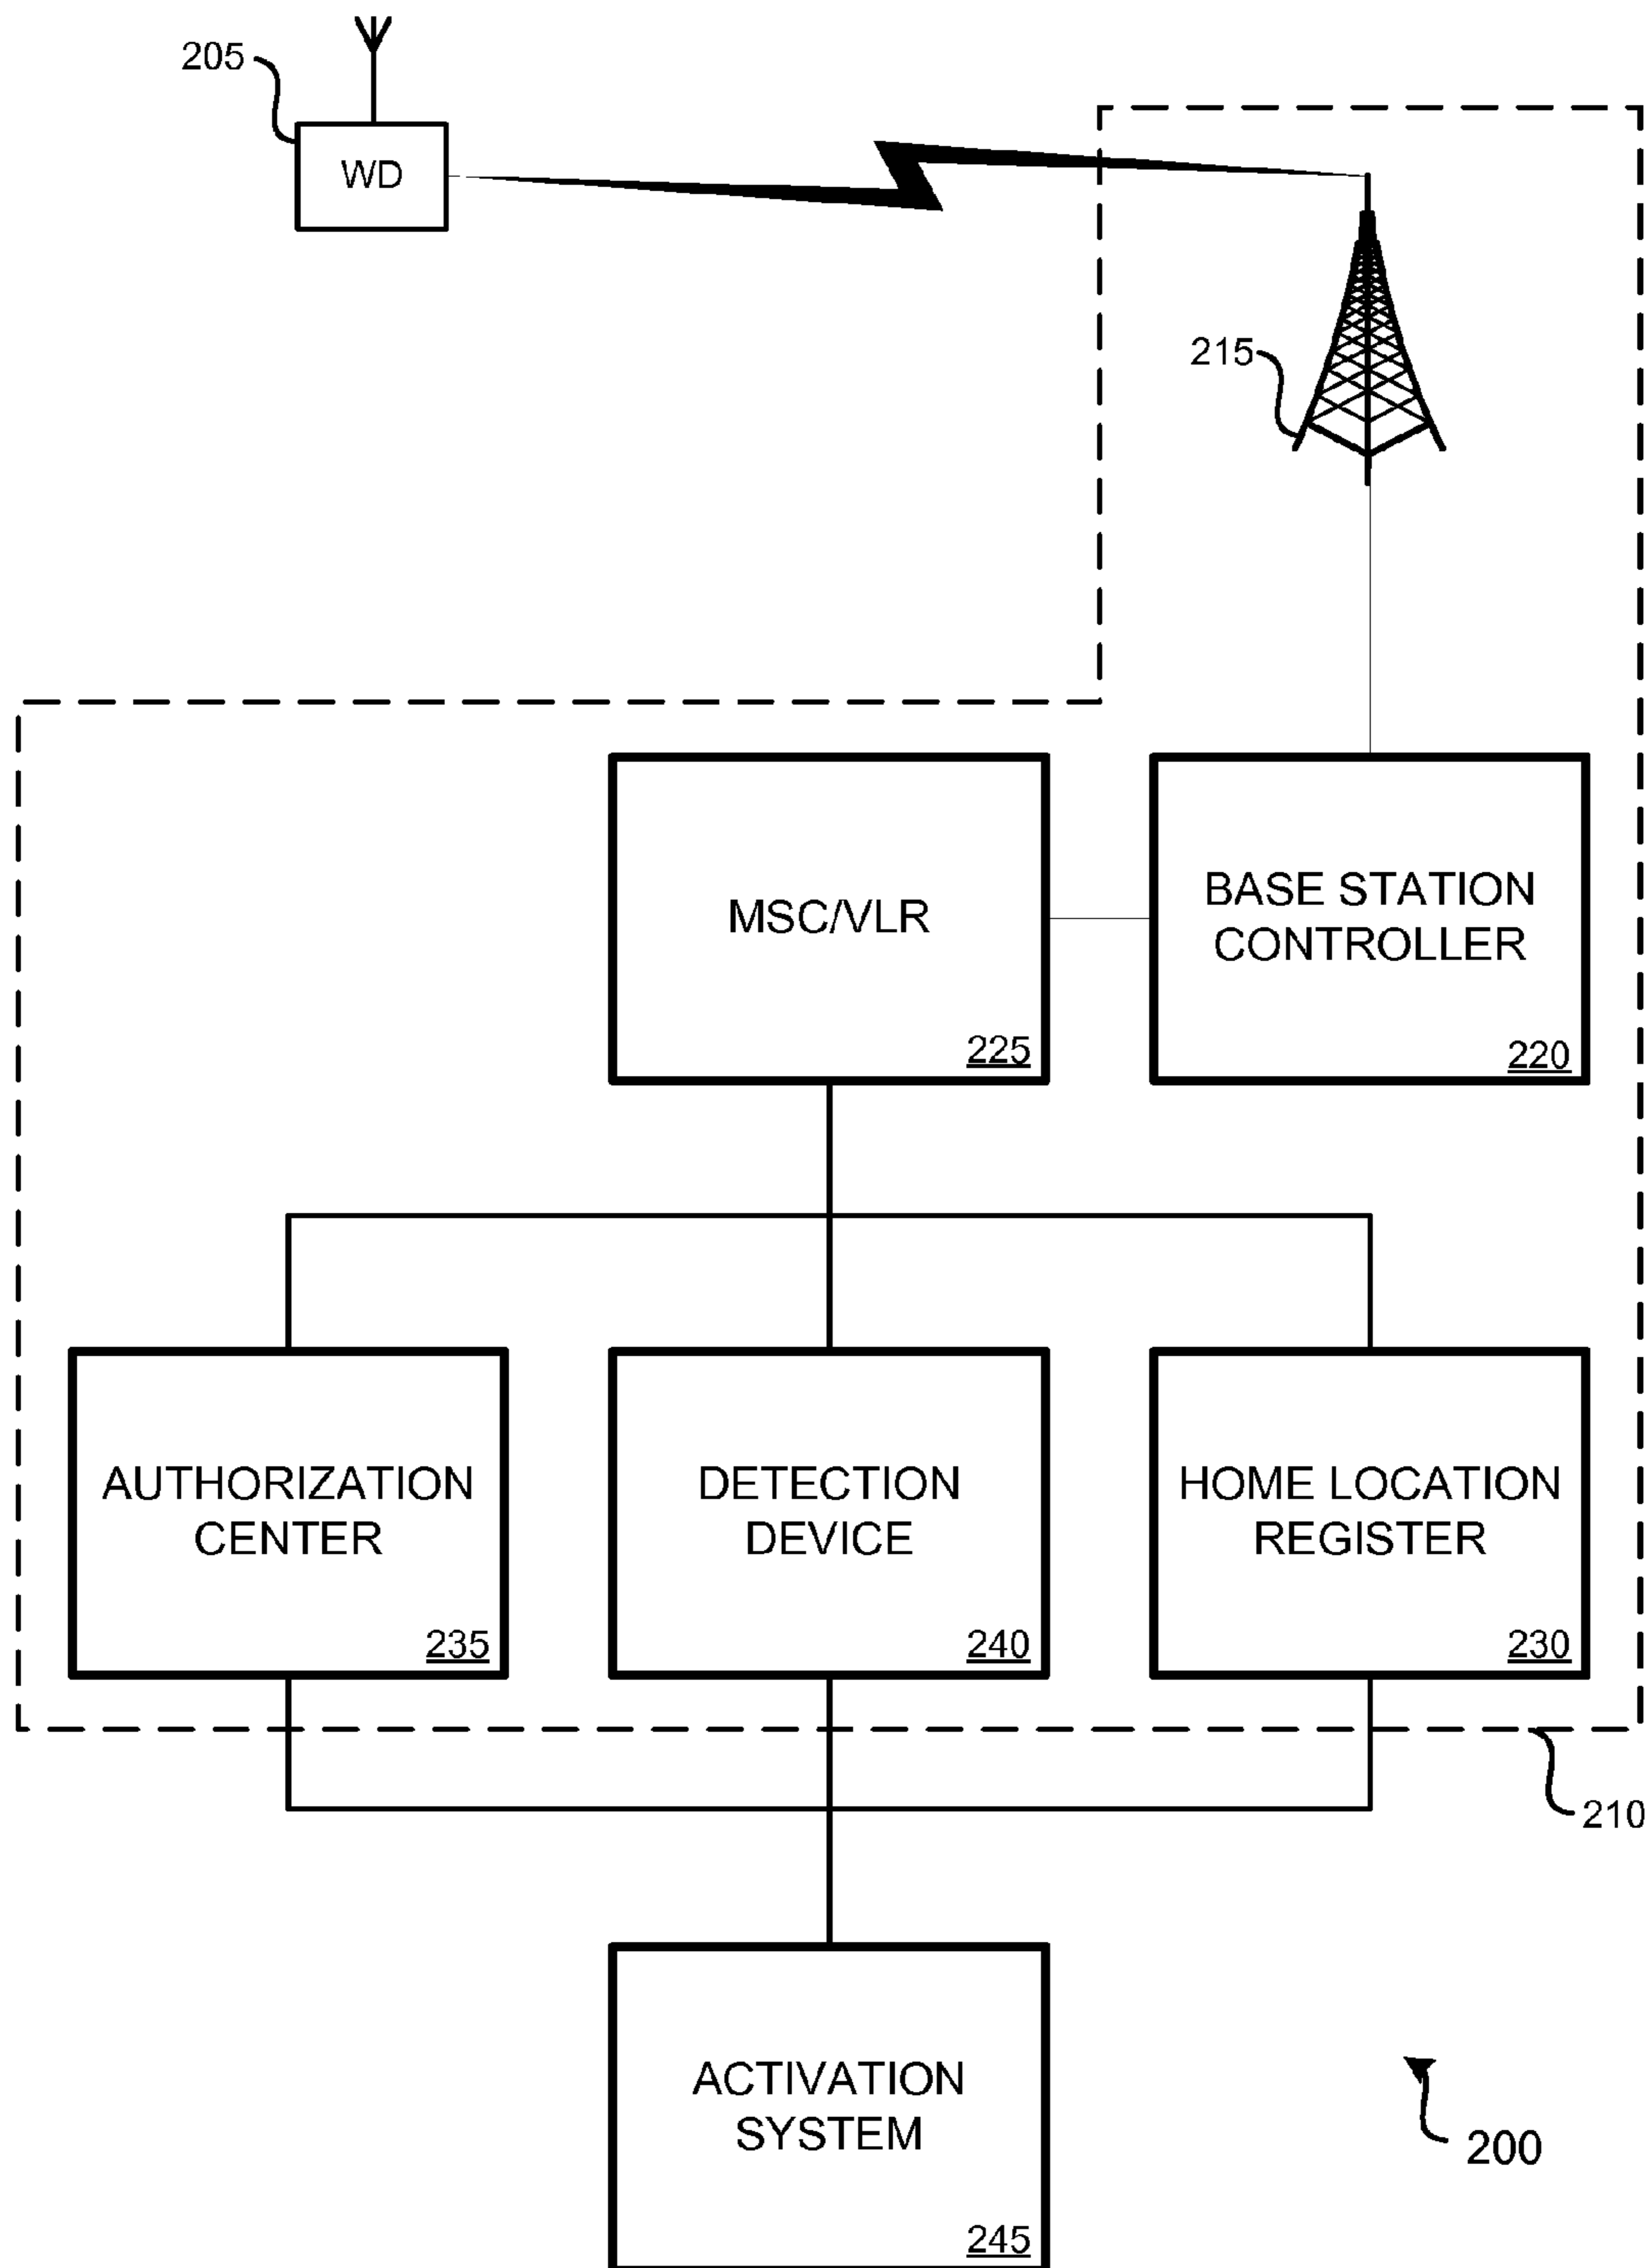 205
WD
215
MSC/VLR
225
BASE STATION
CONTROLLER
220
AUTHORIZATION
CENTER
235
DETECTION
DEVICE
240
HOME LOCATION
REGISTER
230
210
ACTIVATION
SYSTEM
245
200